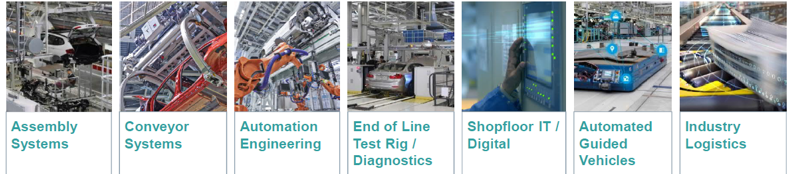 Assembly
Systems
Conveyor
Systems
Automation
Engineering
End of Line
Test Rig /
Diagnostics
Shopfloor IT /
Digital
Automated
Guided
Vehicles
Industry
Logistics